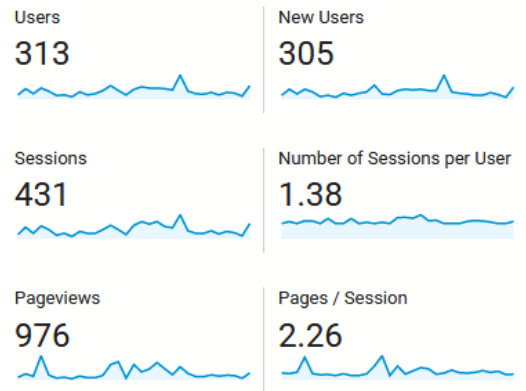 Users
313
New Users
305
Sessions
431
Number of Sessions per User
1.38
Pageviews
976
Pages / Session
2.26